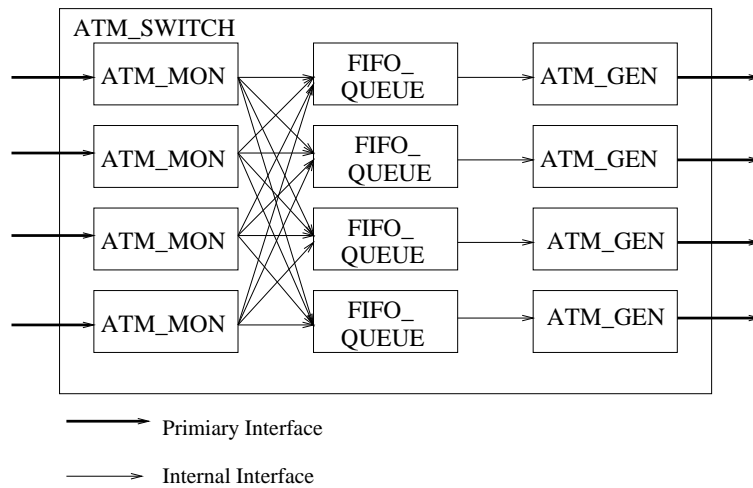 ATM_SWITCH
ATM_MON
FIFO_
QUEUE
ATM_GEN
ATM_MON
FIFO_
QUEUE
ATM_GEN
ATM_MON
FIFO_
QUEUE
ATM_GEN
ATM_MON
FIFO_
QUEUE
ATM_GEN
Primiary Interface
Internal Interface